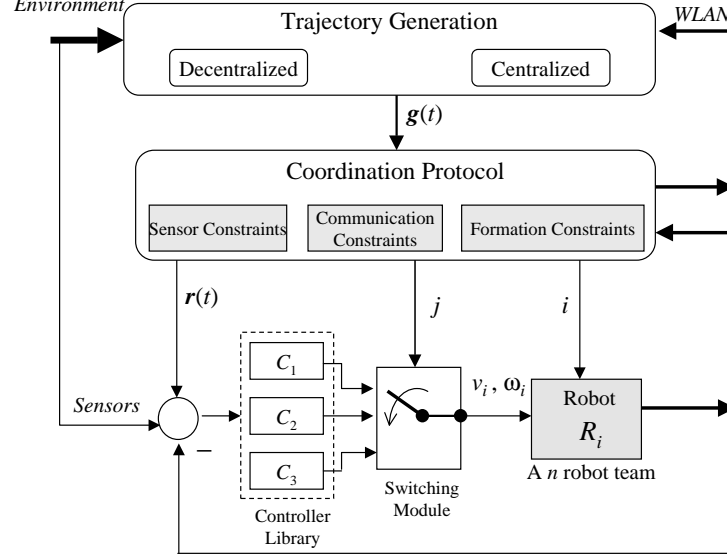 Environment
Trajectory Generation
WLAN
Decentralized
Centralized
g(t)
Coordination Protocol
Sensor Constraints
Communication
Constraints
Formation Constraints
r(t)
j
i
C1
C2
C3
Sensors
−
vi , ωi
Robot
Ri
A n robot team
Switching
Module
Controller
Library